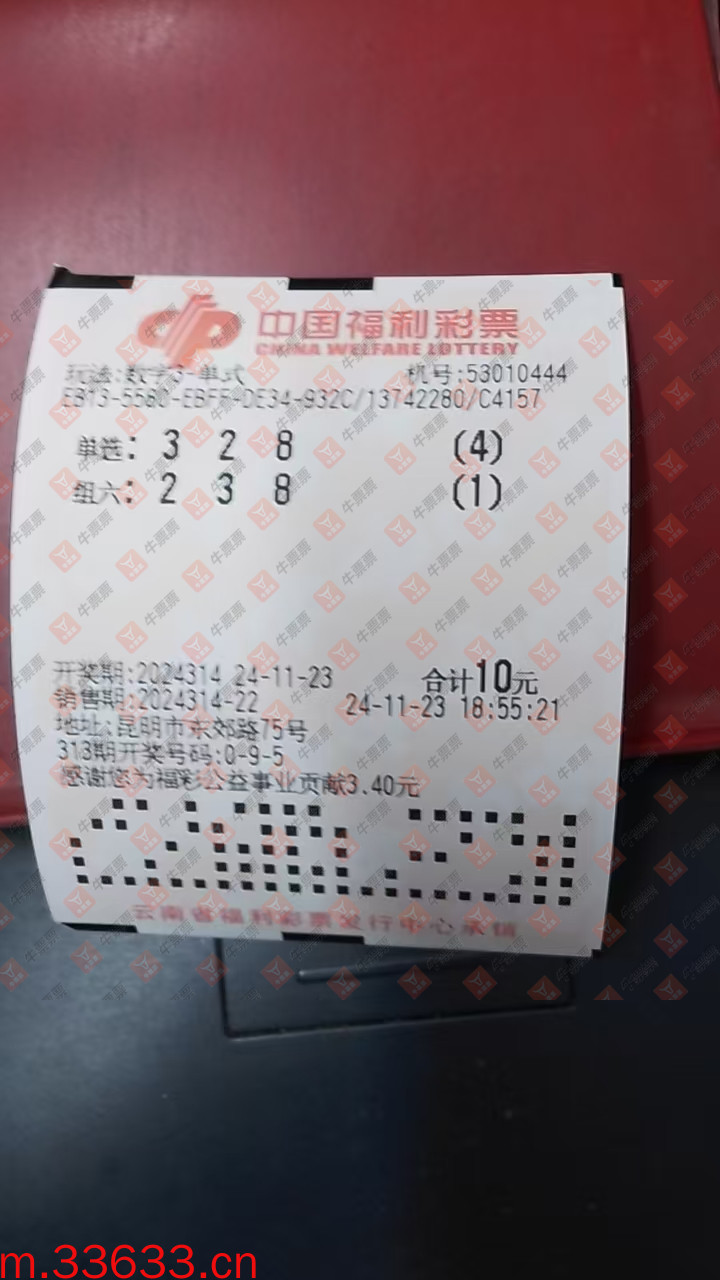 中国福利彩票
CHINA WELFARE LOTTERY
玩法:数字3-单式 机号:53010444
EB13-5580-EBFF-DE34-932C/13742280/C4157
单选: 3 2 8 (4)
组六: 2 3 8 (1)
开奖期:2024314 24-11-23 合计10元
销售期:2024314-22 24-11-23 18:55:21
地址:昆明市东郊路75号
313期开奖号码:0-9-5
感谢您为福彩公益事业贡献3.40元
云南省福利彩票发行中心承销
牛票票
m.33633.cn